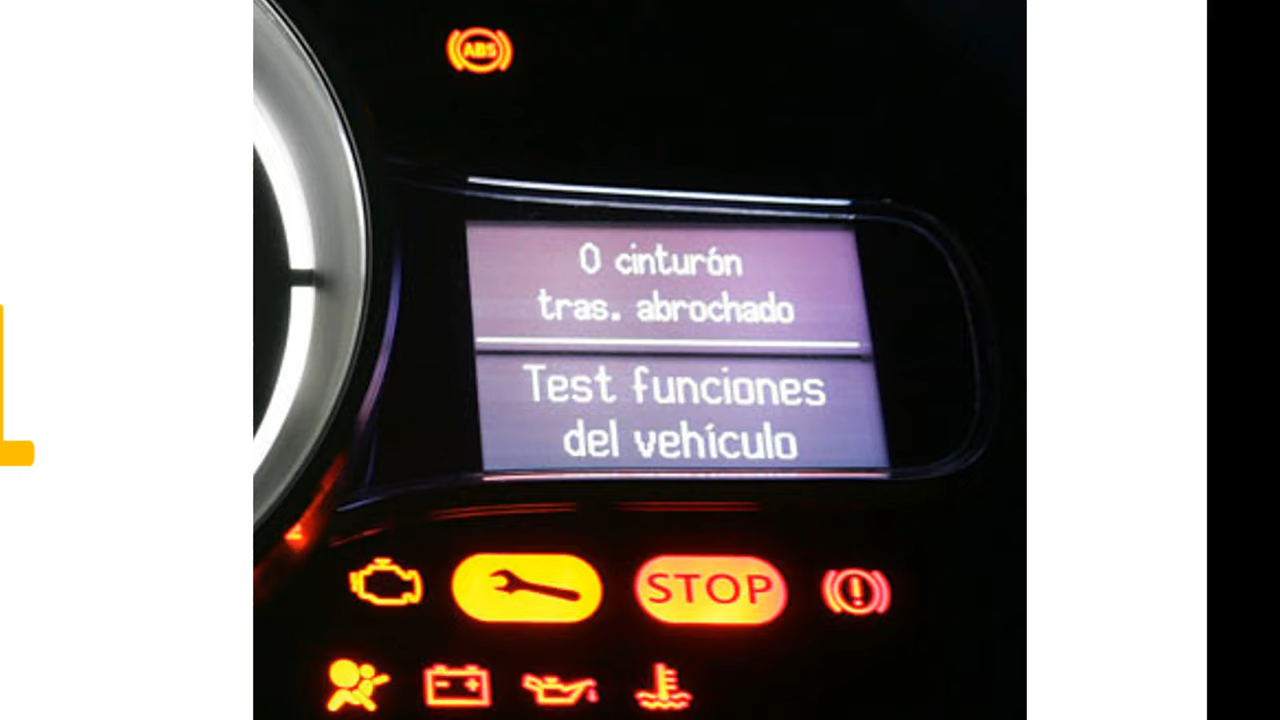 ABS
0 cinturón
tras. abrochado
Test funciones
del vehículo
STOP